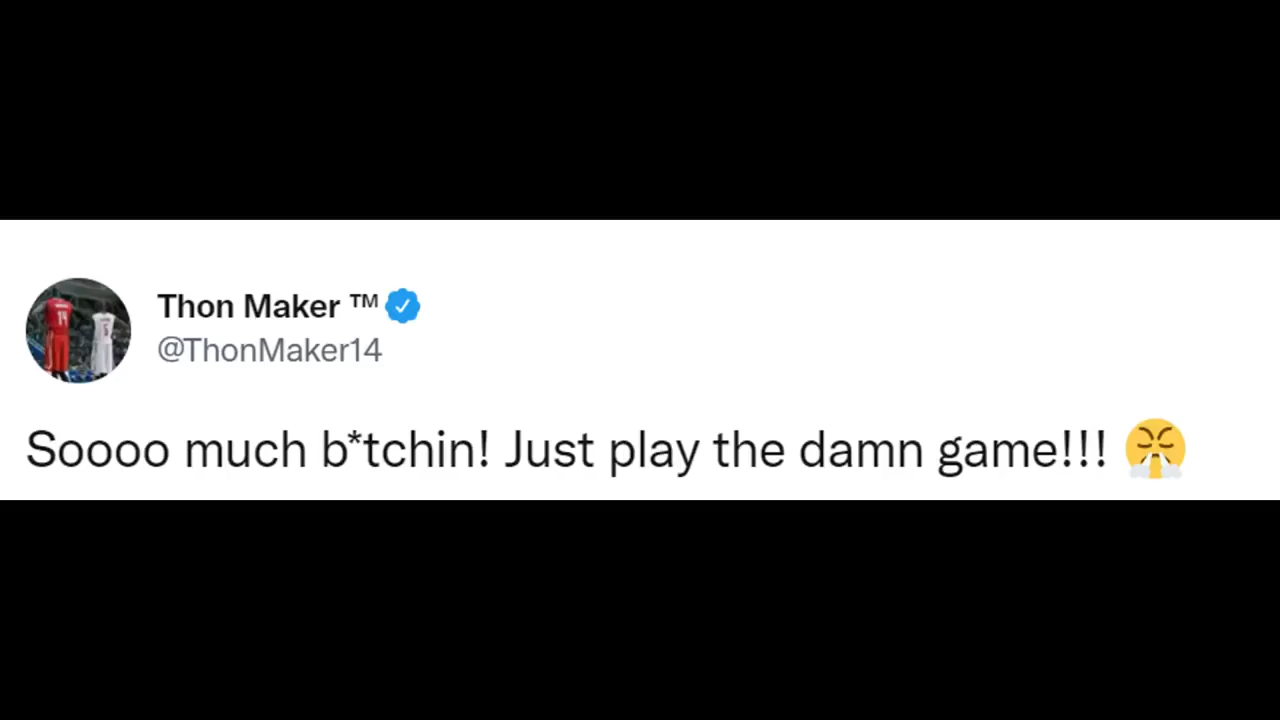 Thon Maker ™
@ThonMaker14
Soooo much b*tchin! Just play the damn game!!! 😤